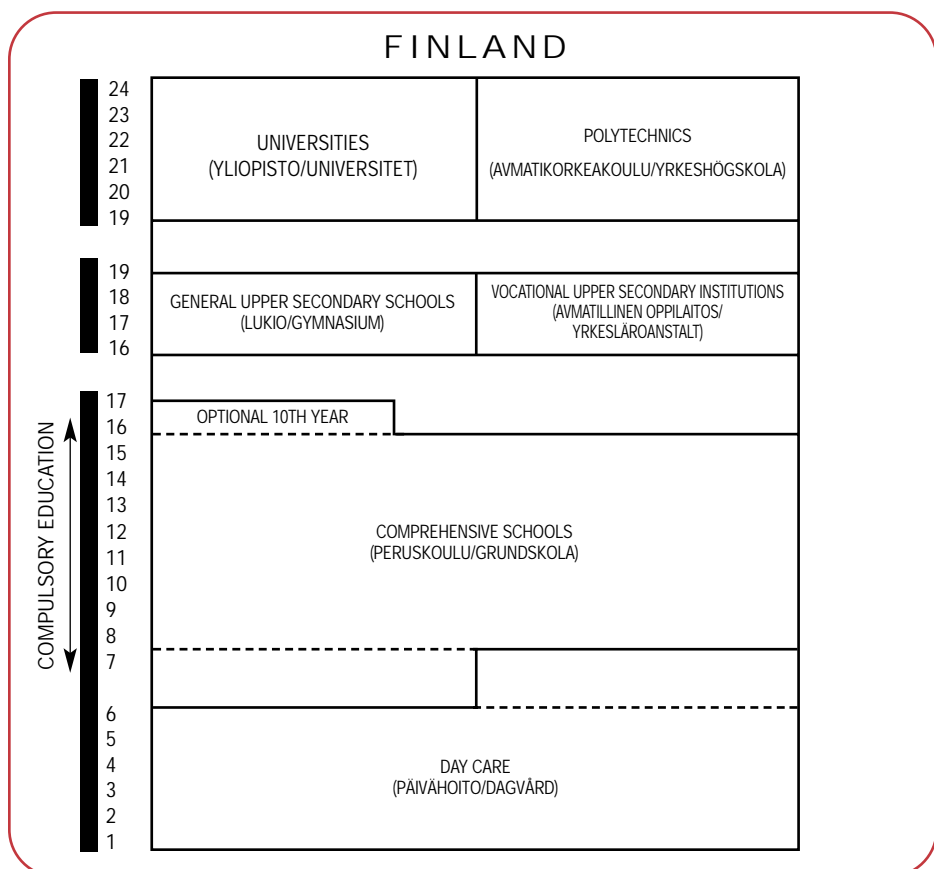 FINLAND
24
23
22
21
20
19
UNIVERSITIES
(YLIOPISTO/UNIVERSITET)
POLYTECHNICS
(AVMATIKORKEAKOULU/YRKESHÖGSKOLA)
19
18
17
16
GENERAL UPPER SECONDARY SCHOOLS
(LUKIO/GYMNASIUM)
VOCATIONAL UPPER SECONDARY INSTITUTIONS
(AVMATILLINEN OPPILAITOS/
YRKESLÄROANSTALT)
COMPULSORY EDUCATION
17
16
15
14
13
12
11
10
9
8
7
6
5
4
3
2
1
OPTIONAL 10TH YEAR
COMPREHENSIVE SCHOOLS
(PERUSKOULU/GRUNDSKOLA)
DAY CARE
(PÄIVÄHOITO/DAGVÅRD)